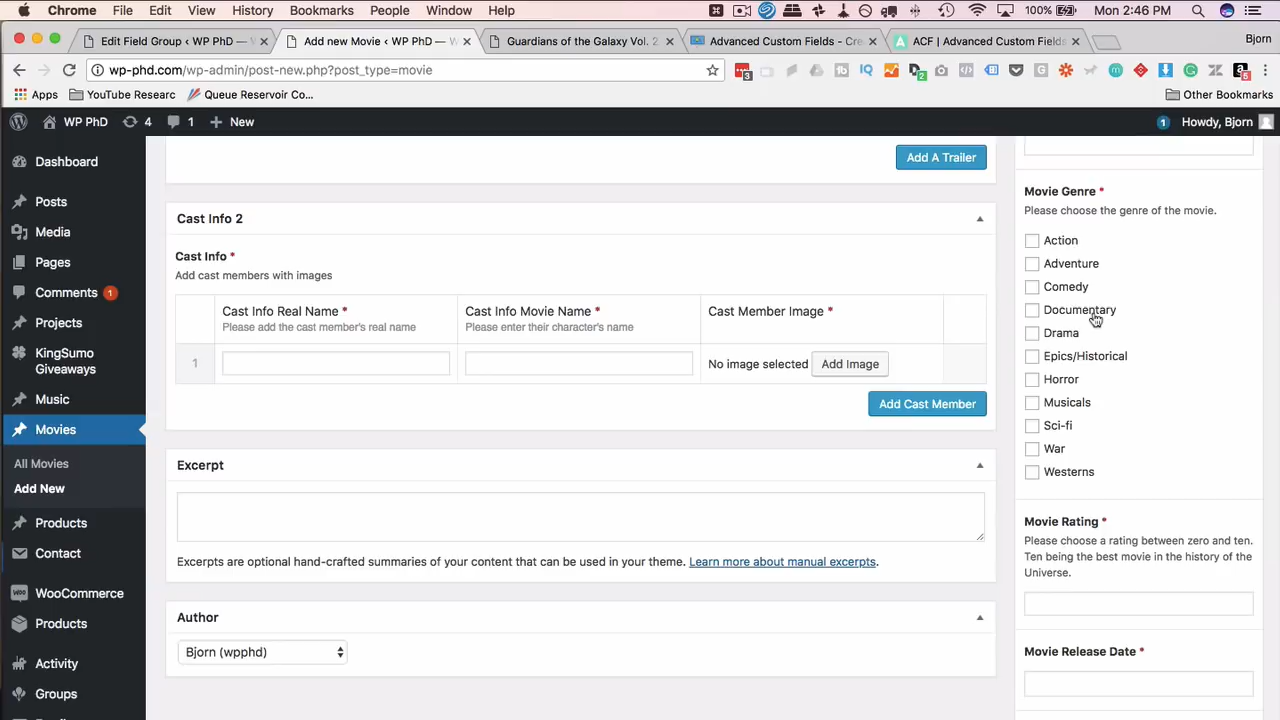 Chrome File Edit View History Bookmarks People Window Help 100% Mon 2:46 PM
Edit Field Group < WP PhD — Add new Movie < WP PhD — Guardians of the Galaxy Vol. 2 Advanced Custom Fields - Cre ACF | Advanced Custom Fields Bjorn
wp-phd.com/wp-admin/post-new.php?post_type=movie
Apps YouTube Researc Queue Reservoir Co... Other Bookmarks
WP PhD 4 1 New 1 Howdy, Bjorn
Dashboard
Posts
Media
Pages
Comments 1
Projects
KingSumo
Giveaways
Music
Movies
All Movies
Add New
Products
Contact
WooCommerce
Products
Activity
Groups
Add A Trailer
Cast Info 2
Cast Info *
Add cast members with images
Cast Info Real Name * Cast Info Movie Name * Cast Member Image *
Please add the cast member's real name Please enter their character's name
1 No image selected Add Image
Add Cast Member
Excerpt
Excerpts are optional hand-crafted summaries of your content that can be used in your theme. Learn more about manual excerpts.
Author
Bjorn (wpphd)
Movie Genre *
Please choose the genre of the movie.
Action
Adventure
Comedy
Documentary
Drama
Epics/Historical
Horror
Musicals
Sci-fi
War
Westerns
Movie Rating *
Please choose a rating between zero and ten.
Ten being the best movie in the history of the
Universe.
Movie Release Date *